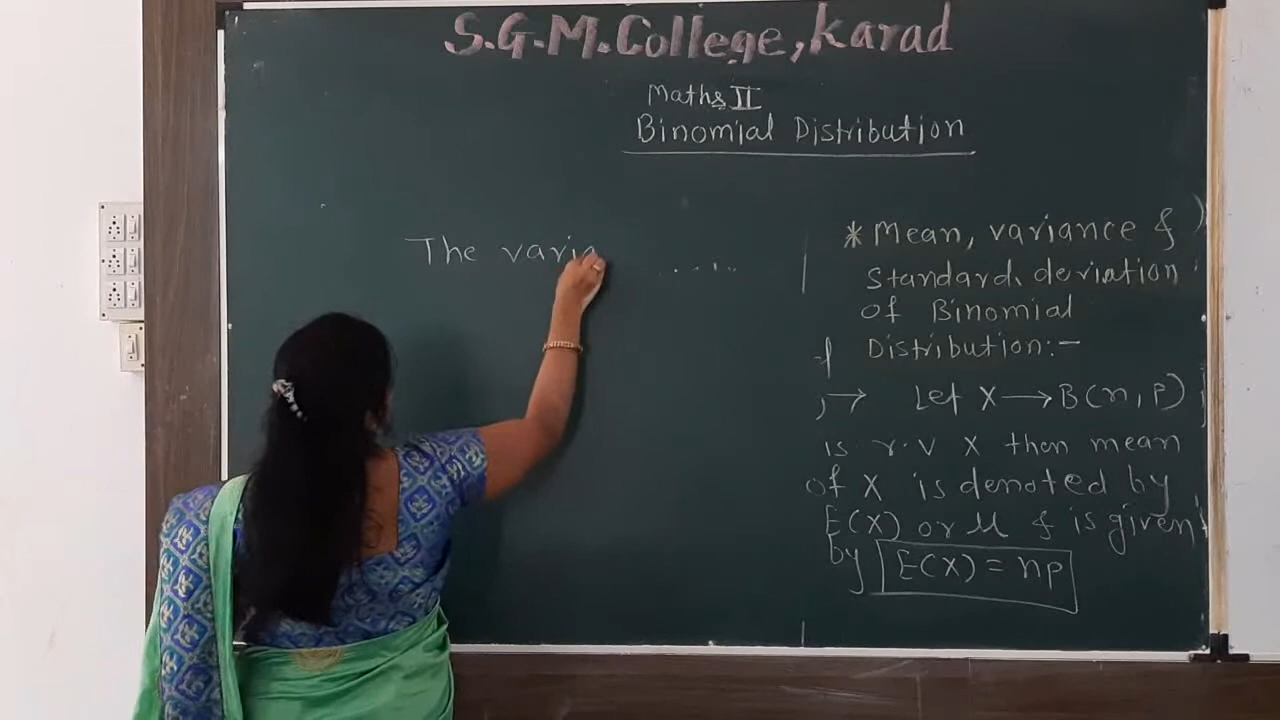 S.G.M. College, Karad
Maths II
Binomial Distribution
The varia
* Mean, variance &
standard deviation
of Binomial
Distribution:-
→ Let X → B(n, P)
is r.v X then mean
of X is denoted by
E(X) or M & is given
by E(X) = np